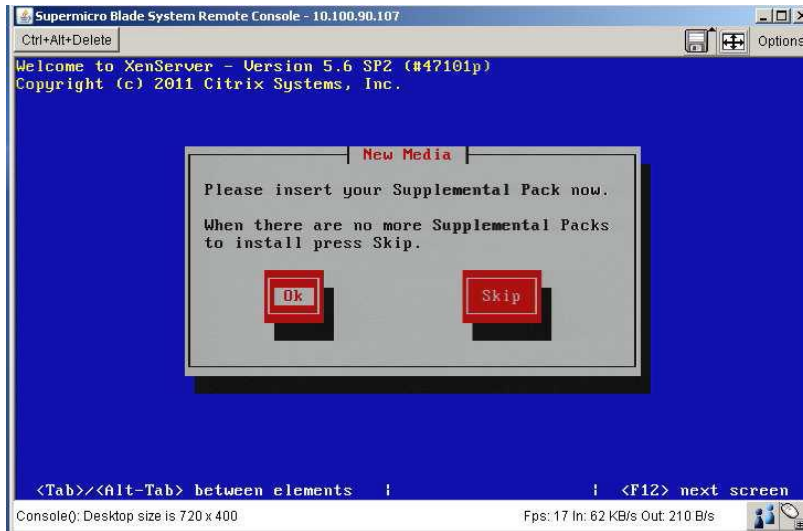 Supermicro Blade System Remote Console - 10.100.90.107
Ctrl+Alt+Delete
Options
Welcome to XenServer - Version 5.6 SP2 (#47101p)
Copyright (c) 2011 Citrix Systems, Inc.
New Media
Please insert your Supplemental Pack now.
When there are no more Supplemental Packs
to install press Skip.
Ok Skip
<Tab>/<Alt-Tab> between elements | | <F12> next screen
Console(): Desktop size is 720 x 400 Fps: 17 In: 62 KB/s Out: 210 B/s